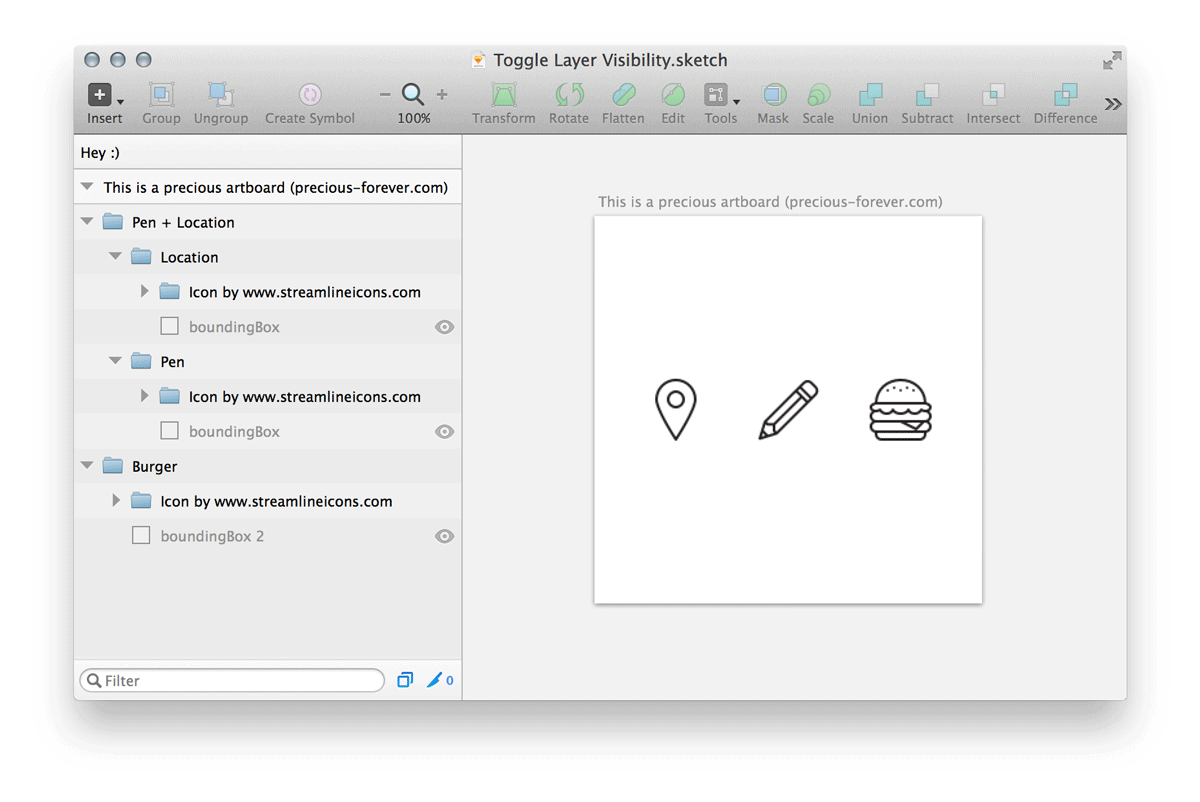 Toggle Layer Visibility.sketch
Insert Group Ungroup Create Symbol 100% Transform Rotate Flatten Edit Tools Mask Scale Union Subtract Intersect Difference
Hey :)
This is a precious artboard (precious-forever.com)
Pen + Location
Location
Icon by www.streamlineicons.com
boundingBox
Pen
Icon by www.streamlineicons.com
boundingBox
Burger
Icon by www.streamlineicons.com
boundingBox 2
Filter 0
This is a precious artboard (precious-forever.com)